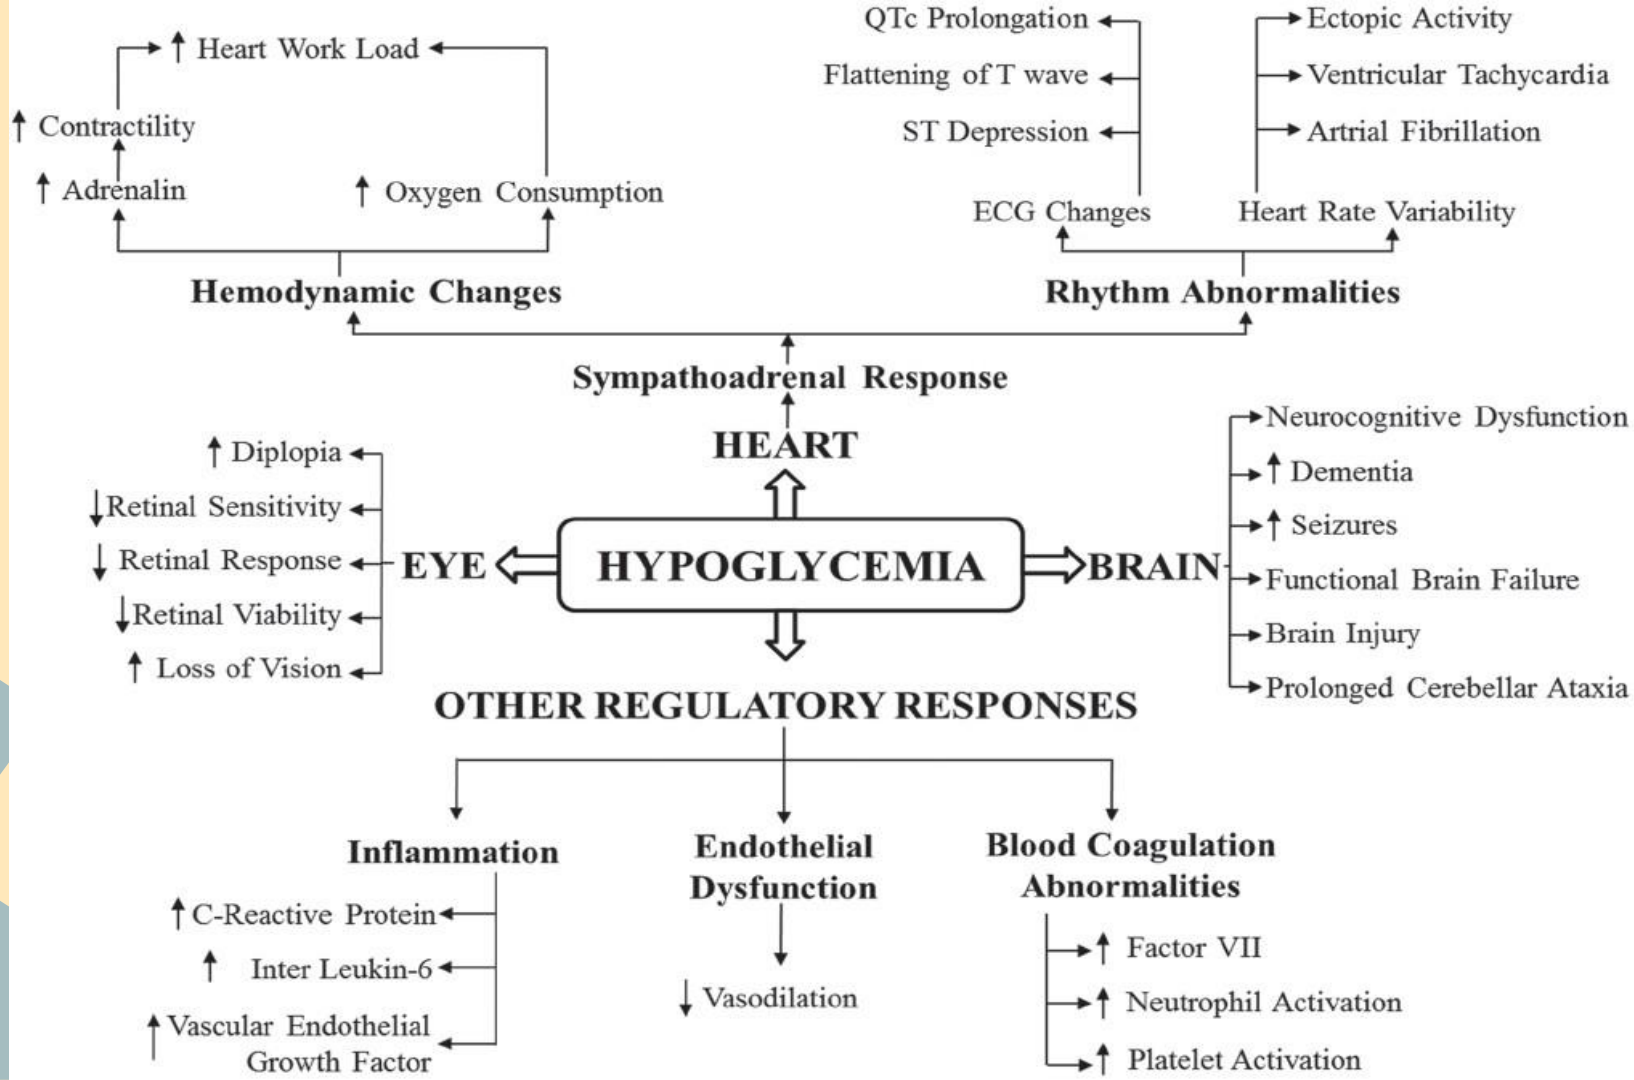 QTc Prolongation
Ectopic Activity
↑ Heart Work Load
Flattening of T wave
Ventricular Tachycardia
↑ Contractility
ST Depression
Artrial Fibrillation
↑ Adrenalin
↑ Oxygen Consumption
ECG Changes
Heart Rate Variability
Hemodynamic Changes
Rhythm Abnormalities
Sympathoadrenal Response
HEART
↑ Diplopia
↓ Retinal Sensitivity
↓ Retinal Response
↓ Retinal Viability
↑ Loss of Vision
EYE
HYPOGLYCEMIA
BRAIN
Neurocognitive Dysfunction
↑ Dementia
↑ Seizures
Functional Brain Failure
Brain Injury
Prolonged Cerebellar Ataxia
OTHER REGULATORY RESPONSES
Inflammation
↑ C-Reactive Protein
↑ Inter Leukin-6
↑ Vascular Endothelial
Growth Factor
Endothelial
Dysfunction
↓ Vasodilation
Blood Coagulation
Abnormalities
↑ Factor VII
↑ Neutrophil Activation
↑ Platelet Activation